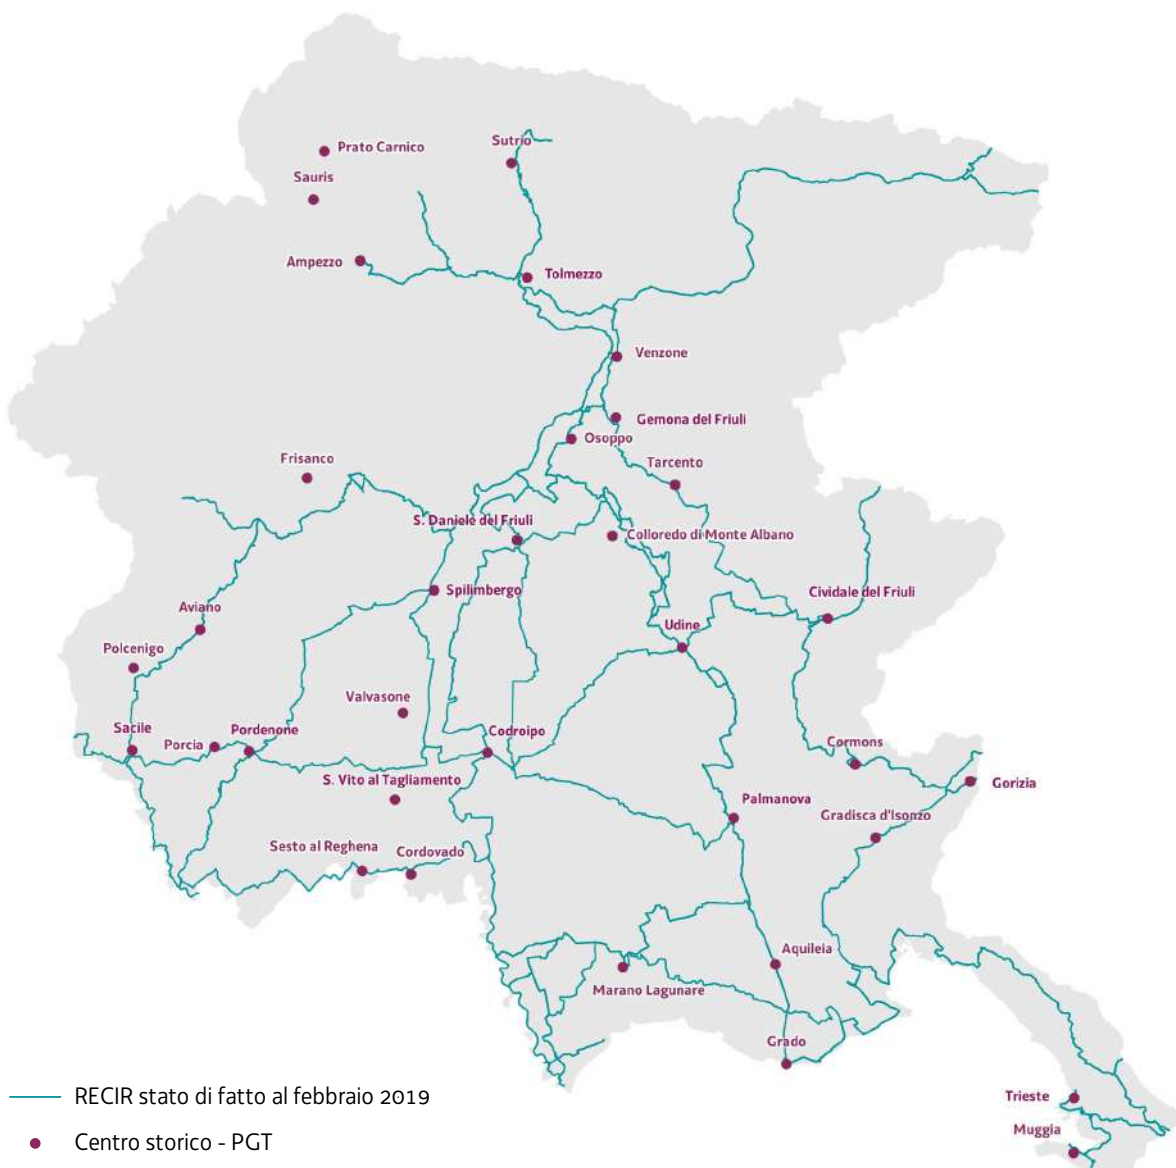 Sutrio
Prato Carnico
Sauris
Ampezzo
Tolmezzo
Venzone
Gemona del Friuli
Osoppo
Frisanco
Tarcento
S. Daniele del Friuli
Colloredo di Monte Albano
Spilimbergo
Cividale del Friuli
Aviano
Udine
Polcenigo
Valvasone
Sacile
Pordenone
Codroipo
Porcia
Cormons
S. Vito al Tagliamento
Gorizia
Palmanova
Gradisca d'Isonzo
Sesto al Reghena
Cordovado
Aquileia
Marano Lagunare
Grado
Trieste
Muggia
RECIR stato di fatto al febbraio 2019
Centro storico - PGT